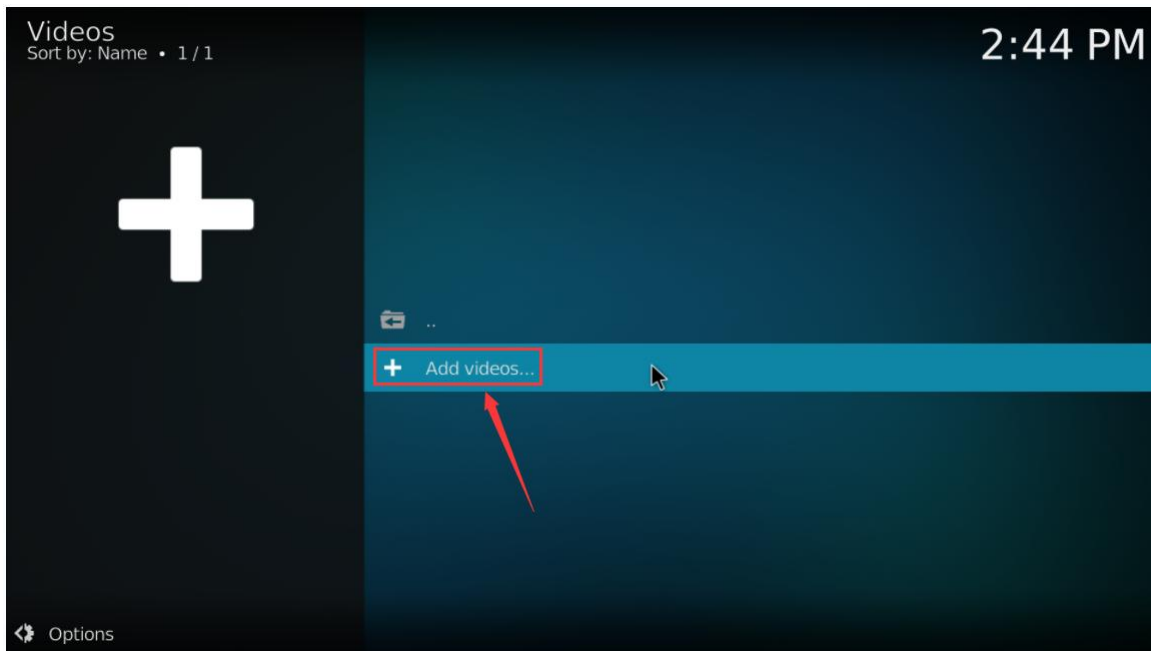 Videos
Sort by: Name • 1 / 1
2:44 PM
..
Add videos...
Options